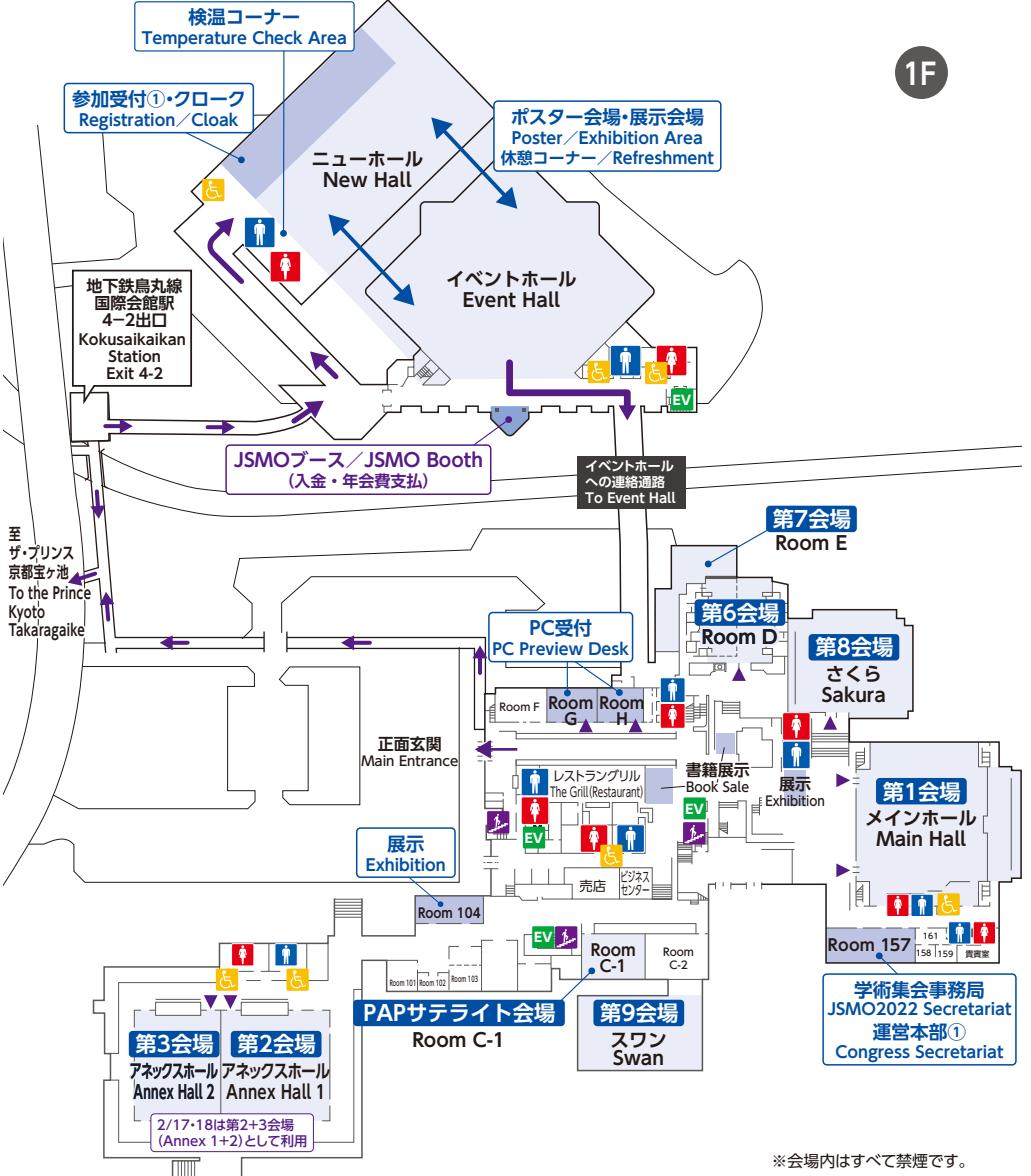 検温コーナー
Temperature Check Area
1F
参加受付①・クローク
Registration／Cloak
ポスター会場・展示会場
Poster／Exhibition Area
休憩コーナー／Refreshment
ニューホール
New Hall
イベントホール
Event Hall
地下鉄烏丸線
国際会館駅
4−2出口
Kokusaikaikan
Station
Exit 4-2
EV
JSMOブース／JSMO Booth
（入金・年会費支払）
イベントホール
への連絡通路
To Event Hall
至
ザ・プリンス
京都宝ヶ池
To the Prince
Kyoto
Takaragaike
第7会場
Room E
第6会場
Room D
PC受付
PC Preview Desk
第8会場
さくら
Sakura
Room F
Room
G
Room
H
正面玄関
Main Entrance
レストラングリル
The Grill(Restaurant)
書籍展示
Book Sale
展示
Exhibition
第1会場
メインホール
Main Hall
EV
EV
展示
Exhibition
売店
ビジネス
センター
Room 104
EV
Room
C-1
Room
C-2
Room 101
Room 102
Room 103
Room 157
161
158
159
貴賓室
PAPサテライト会場
Room C-1
第9会場
スワン
Swan
学術集会事務局
JSMO2022 Secretariat
運営本部①
Congress Secretariat
第3会場
アネックスホール
Annex Hall 2
第2会場
アネックスホール
Annex Hall 1
2/17・18は第2+3会場
（Annex 1+2）として利用
※会場内はすべて禁煙です。